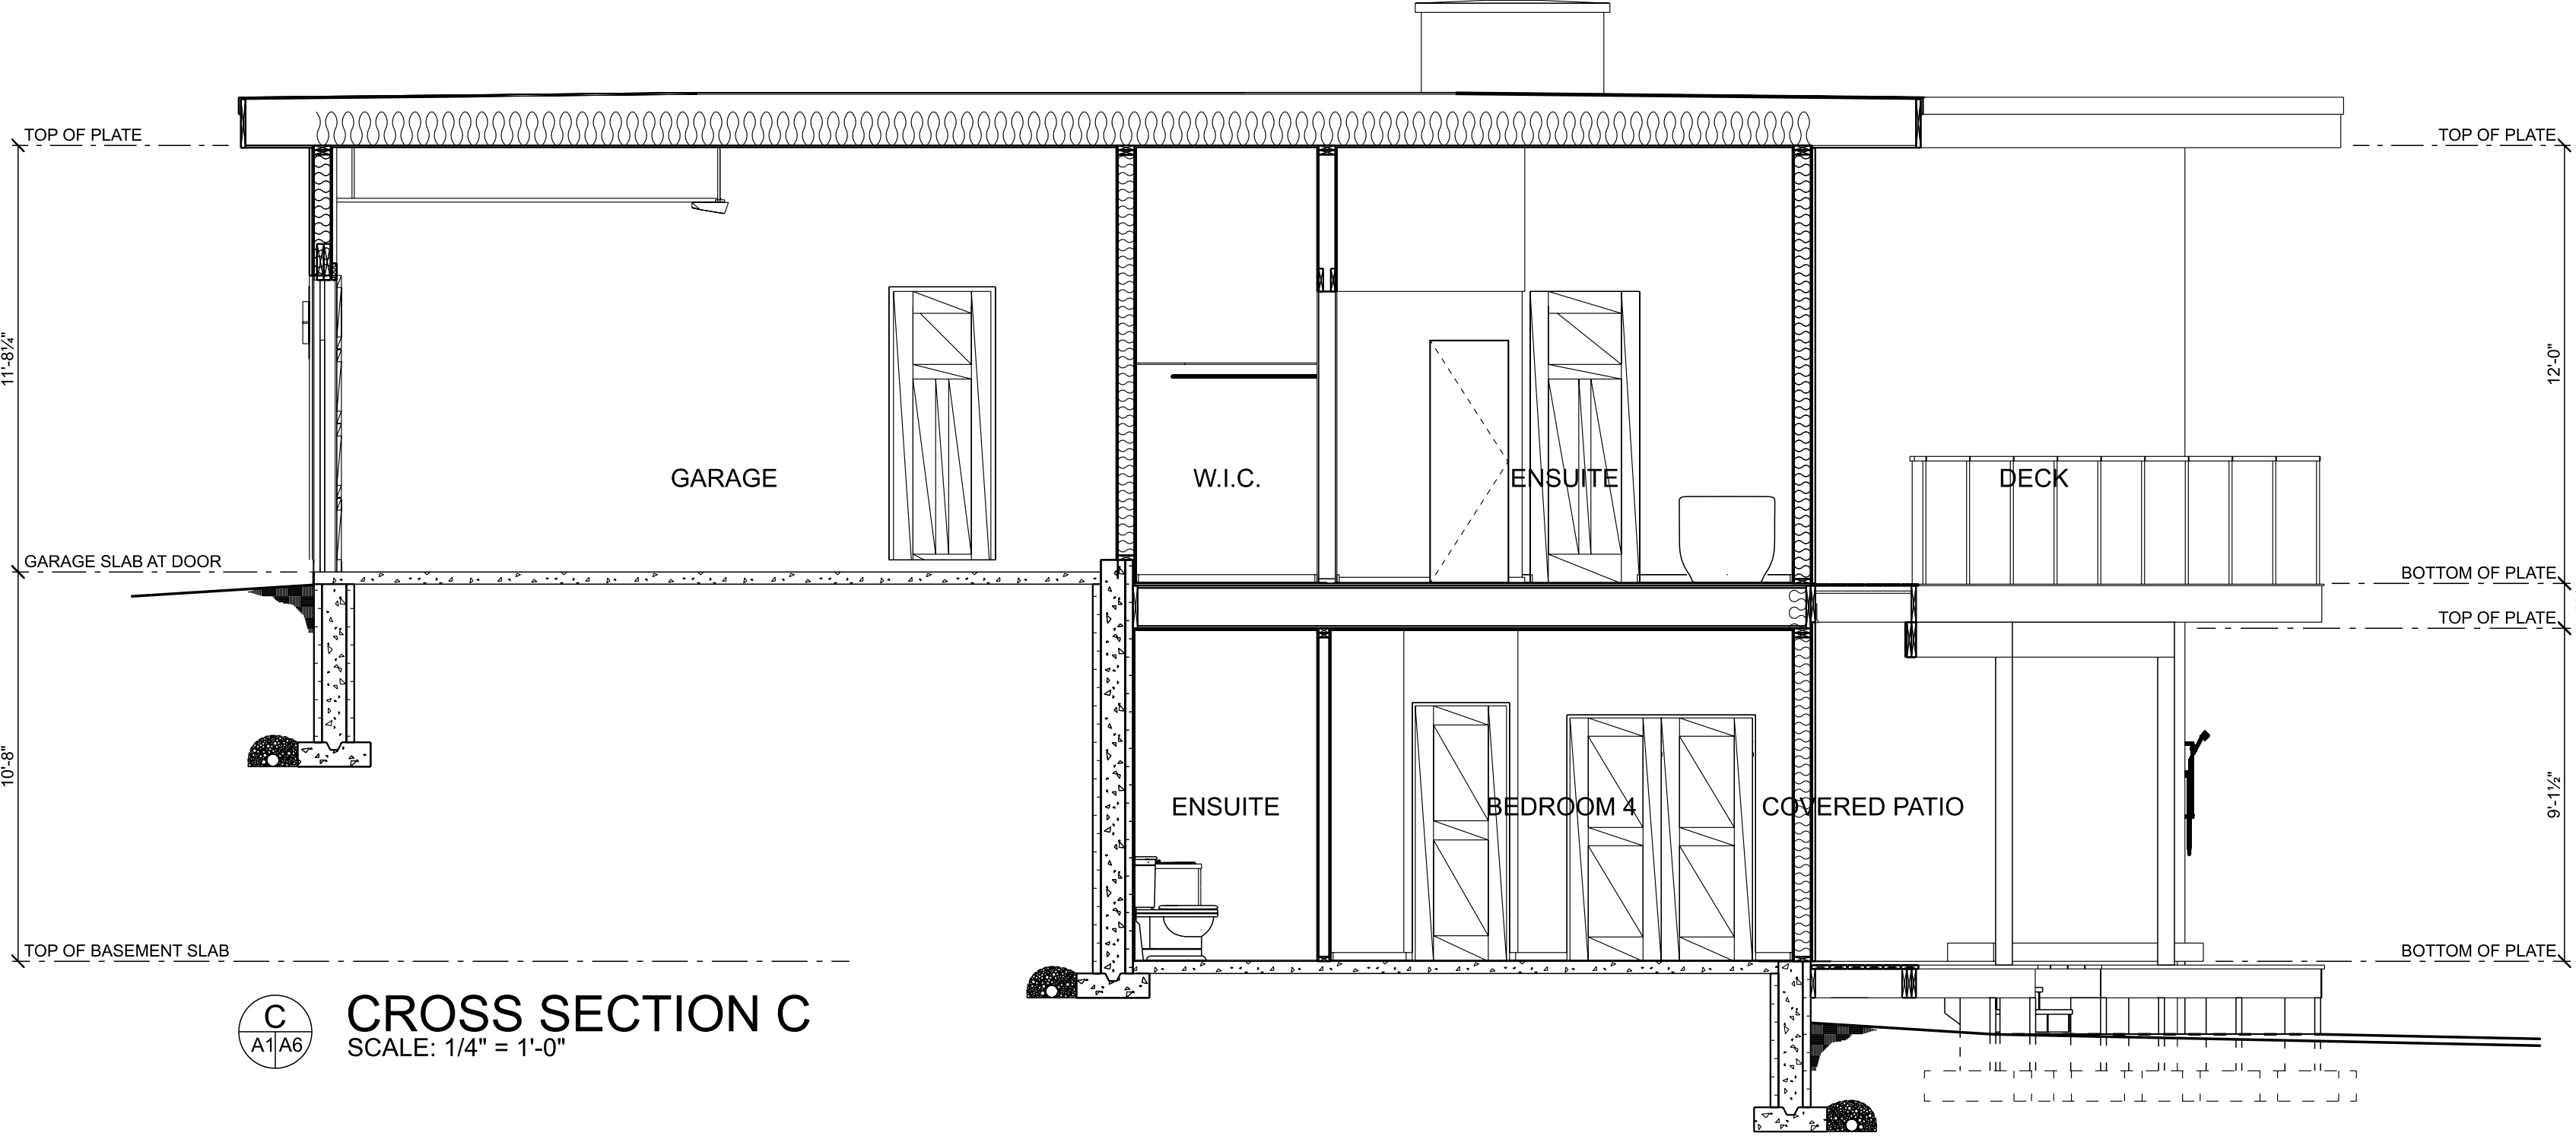 TOP OF PLATE
TOP OF PLATE
11'-8¼"
12'-0"
GARAGE
W.I.C.
ENSUITE
DECK
GARAGE SLAB AT DOOR
BOTTOM OF PLATE
TOP OF PLATE
10'-8"
9'-1½"
ENSUITE
BEDROOM 4
COVERED PATIO
TOP OF BASEMENT SLAB
BOTTOM OF PLATE
C
A1 A6
CROSS SECTION C
SCALE: 1/4" = 1'-0"